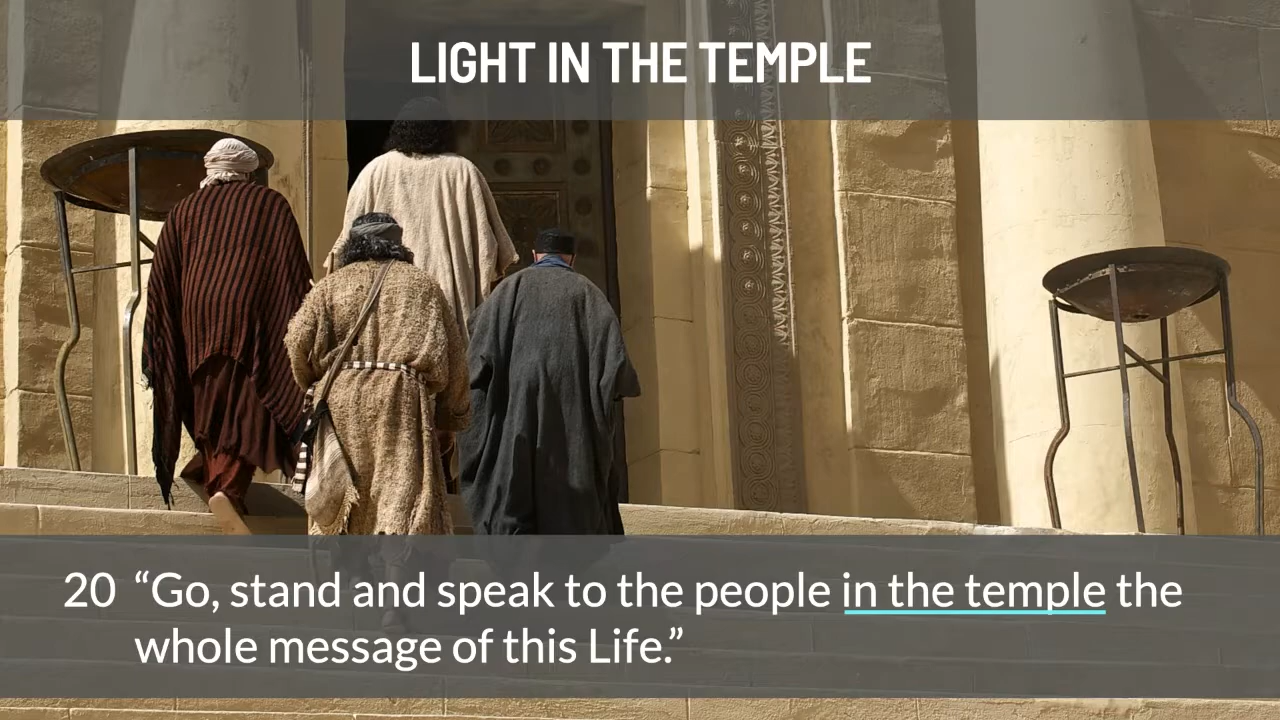 LIGHT IN THE TEMPLE
20 “Go, stand and speak to the people in the temple the
whole message of this Life.”